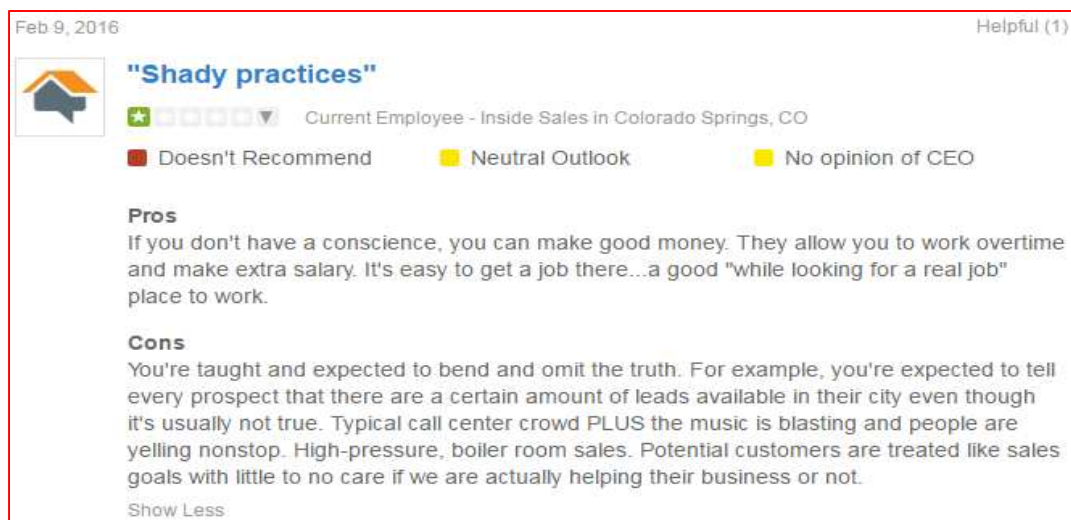 Feb 9, 2016 Helpful (1)
"Shady practices"
Current Employee - Inside Sales in Colorado Springs, CO
Doesn't Recommend Neutral Outlook No opinion of CEO
Pros
If you don't have a conscience, you can make good money. They allow you to work overtime
and make extra salary. It's easy to get a job there...a good "while looking for a real job"
place to work.
Cons
You're taught and expected to bend and omit the truth. For example, you're expected to tell
every prospect that there are a certain amount of leads available in their city even though
it's usually not true. Typical call center crowd PLUS the music is blasting and people are
yelling nonstop. High-pressure, boiler room sales. Potential customers are treated like sales
goals with little to no care if we are actually helping their business or not.
Show Less